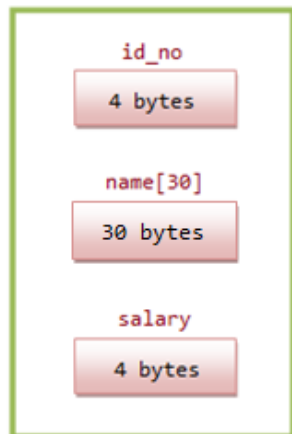 id_no
4 bytes
name[30]
30 bytes
salary
4 bytes